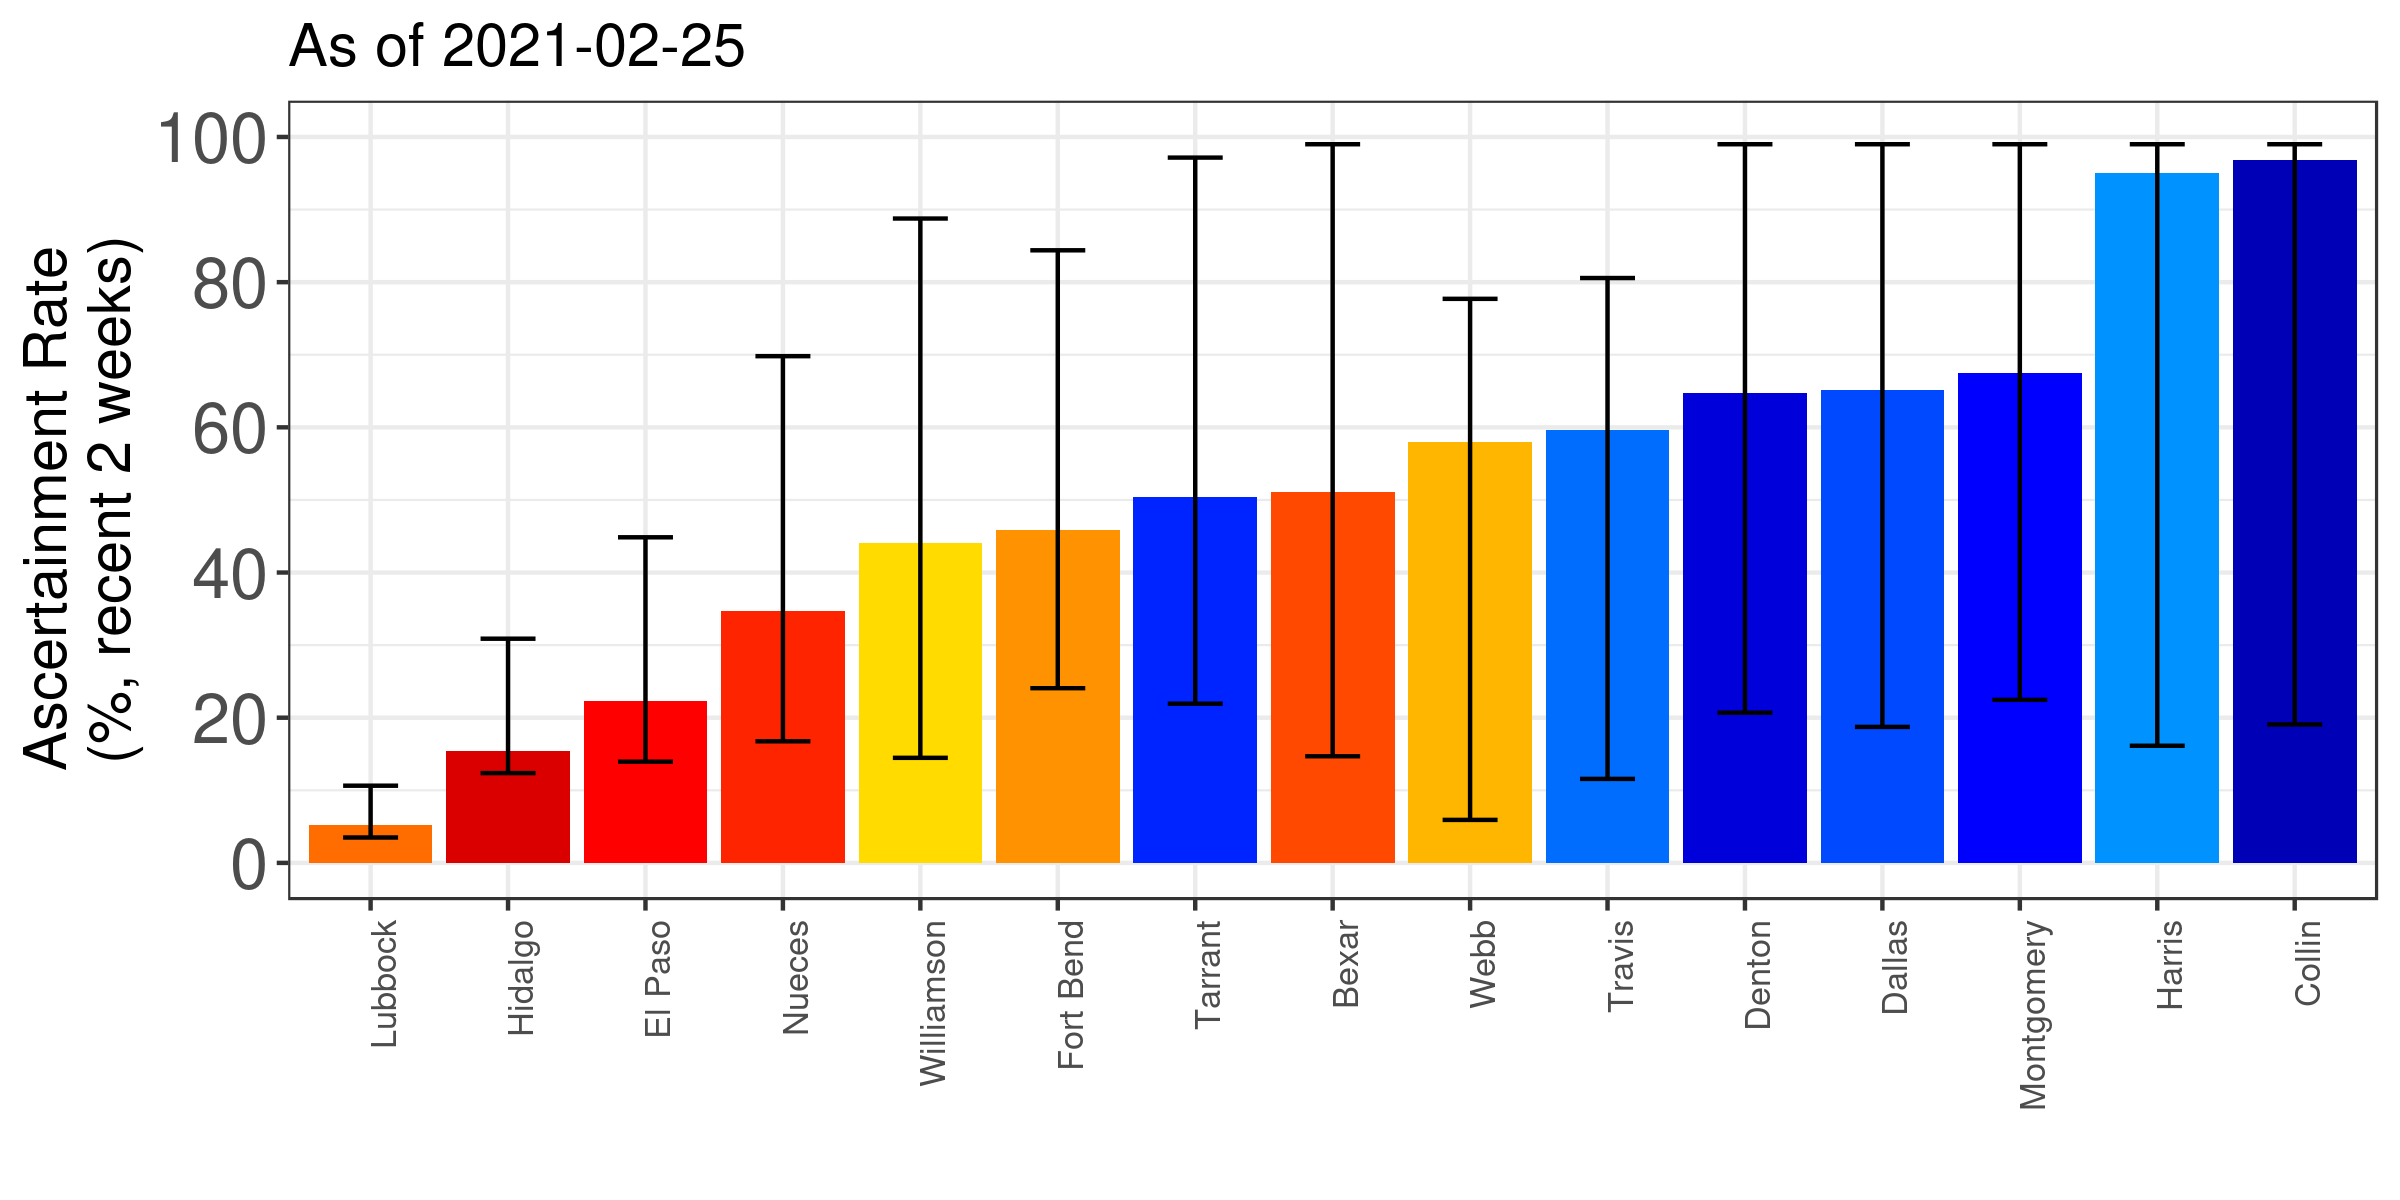 As of 2021-02-25
Ascertainment Rate
(%, recent 2 weeks)
100
80
60
40
20
0
Lubbock
Hidalgo
El Paso
Nueces
Williamson
Fort Bend
Tarrant
Bexar
Webb
Travis
Denton
Dallas
Montgomery
Harris
Collin